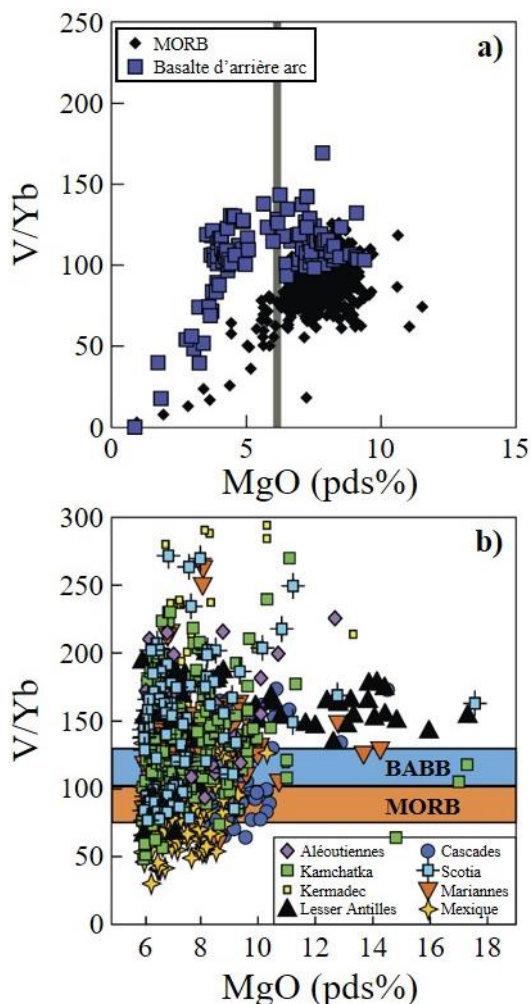 250
200
150
100
50
0
V/Yb
MORB
Basalte d'arrière arc
a)
0 5 10 15
MgO (pds%)
300
250
200
150
100
50
0
V/Yb
b)
BABB
MORB
Aléoutiennes Cascades
Kamchatka Scotia
Kermadec Mariannes
Lesser Antilles Mexique
6 8 10 12 14 16 18
MgO (pds%)